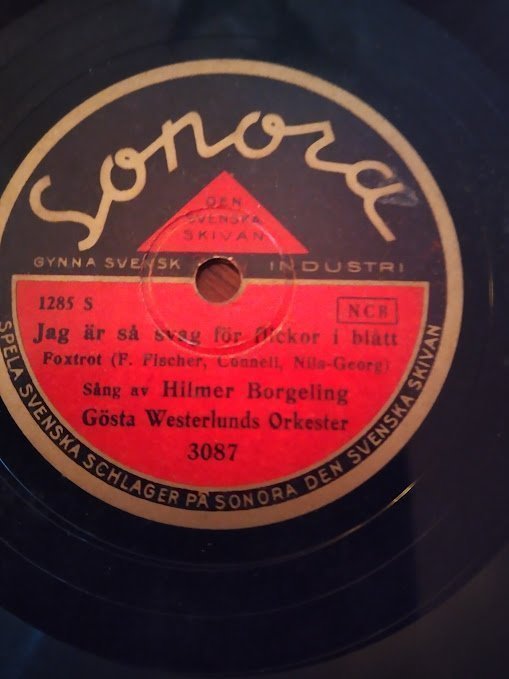 Sonora
DEN
SVENSKA
SKIVAN
GYNNA SVENSK INDUSTRI
1285 S
NCB
Jag är så svag för flickor i blått
Foxtrot (F. Fischer, Connell, Nils-Georg)
Sång av Hilmer Borgeling
Gösta Westerlunds Orkester
3087
SPELA SVENSKA SCHLAGER PÅ SONORA DEN SVENSKA SKIVAN